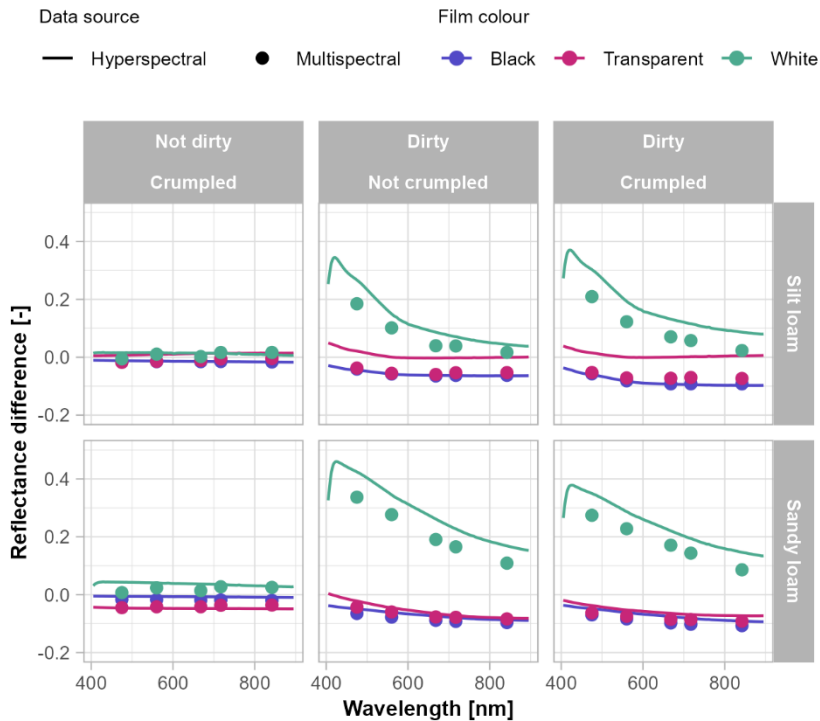 Data source Film colour
Hyperspectral Multispectral Black Transparent White
Not dirty Dirty Dirty
Crumpled Not crumpled Crumpled
0.4
0.2
0.0
-0.2
Silt loam
0.4
0.2
0.0
-0.2
Sandy loam
Reflectance difference [-]
400 600 800 400 600 800 400 600 800
Wavelength [nm]